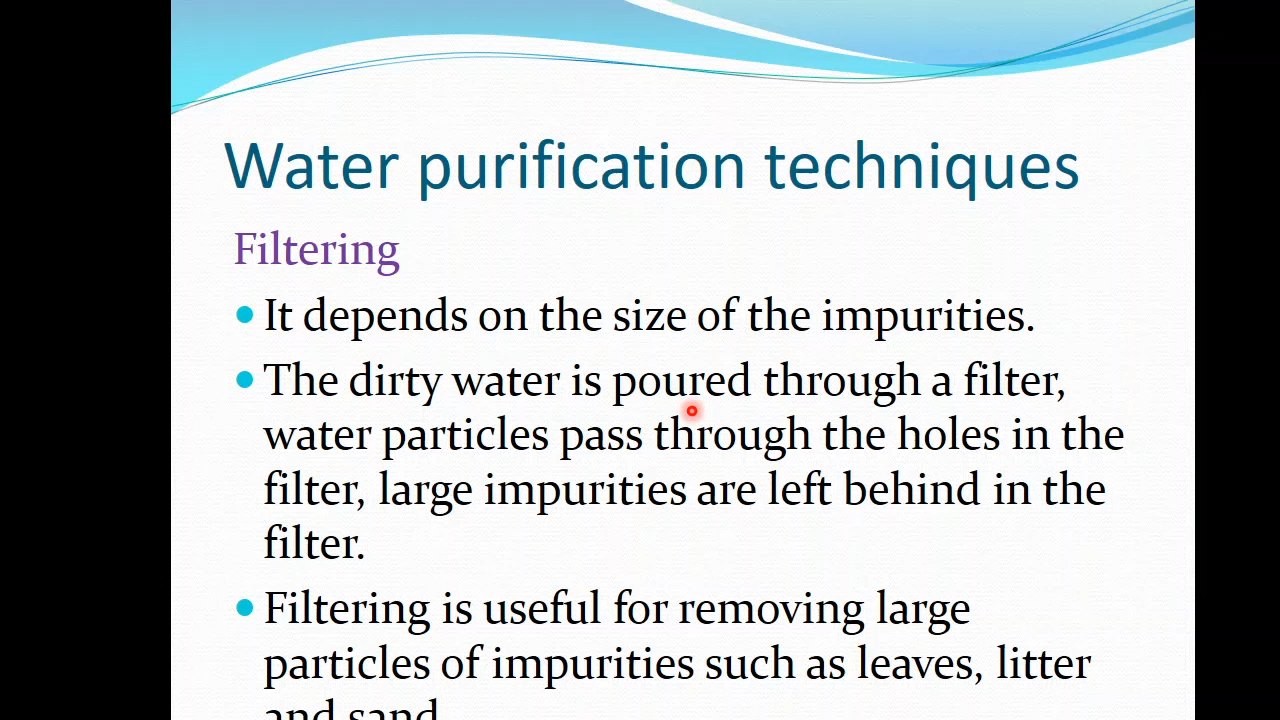 Water purification techniques
Filtering
• It depends on the size of the impurities.
• The dirty water is poured through a filter,
water particles pass through the holes in the
filter, large impurities are left behind in the
filter.
• Filtering is useful for removing large
particles of impurities such as leaves, litter
and sand